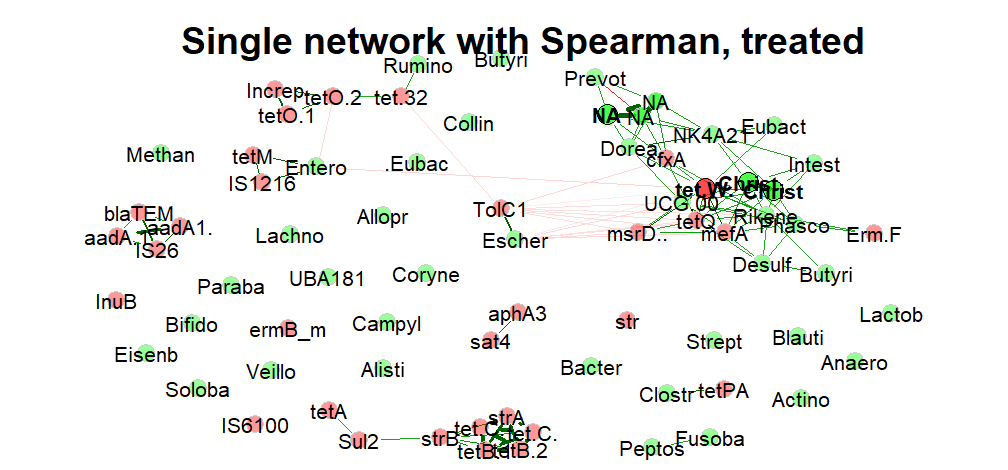 Single network with Spearman, treated
Butyri
Rumino
Prevot
Increp.
tetO.2
tet.32
NA
NA
NA
tetO.1
Collin
NK4A21
Eubact
Methan
tetM
Entero
.Eubac
Dorea
cfxA
Intest
IS1216
tet.W.
Christ
Christ
blaTEM
aadA1.
aadA.
IS26
Allopr
TolC1
UCG.00
tetQ
Rikene
Phasco
Lachno
Escher
msrD..
mefA
Erm.F
Desulf
Butyri
Paraba
UBA181
Coryne
InuB
Bifido
ermB_m
Campyl
aphA3
sat4
str
Strept
Blauti
Lactob
Eisenb
Veillo
Alisti
Bacter
Anaero
Soloba
Clostr
tetPA
Actino
IS6100
tetA
Sul2
strB
strA
tet.C.
tetB.2
Peptos
Fusoba